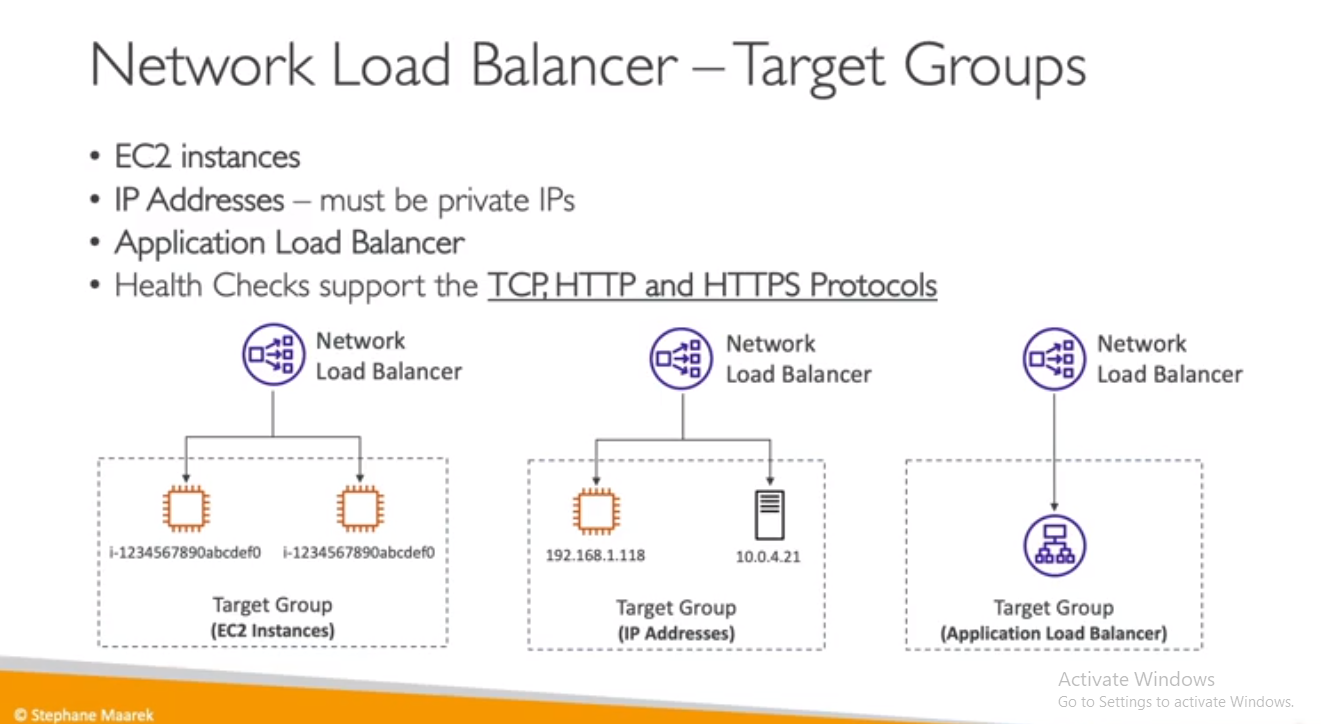 Network Load Balancer – Target Groups
• EC2 instances
• IP Addresses – must be private IPs
• Application Load Balancer
• Health Checks support the TCP, HTTP and HTTPS Protocols
Network
Load Balancer
i-1234567890abcdef0
i-1234567890abcdef0
Target Group
(EC2 Instances)
Network
Load Balancer
192.168.1.118
10.0.4.21
Target Group
(IP Addresses)
Network
Load Balancer
Target Group
(Application Load Balancer)
Activate Windows
Go to Settings to activate Windows.
© Stephane Maarek